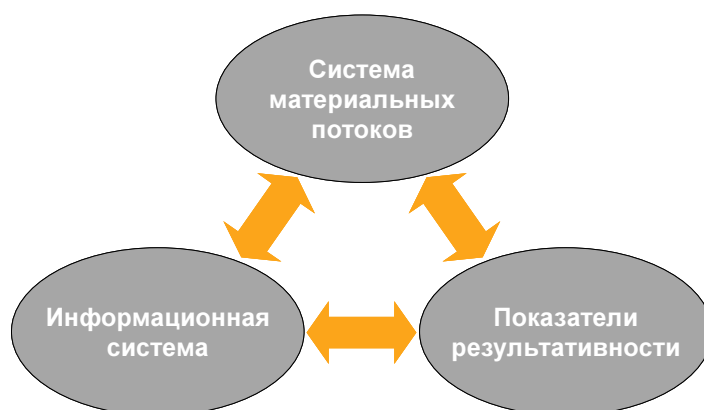 Система
материальных
потоков
Информационная
система
Показатели
результативности